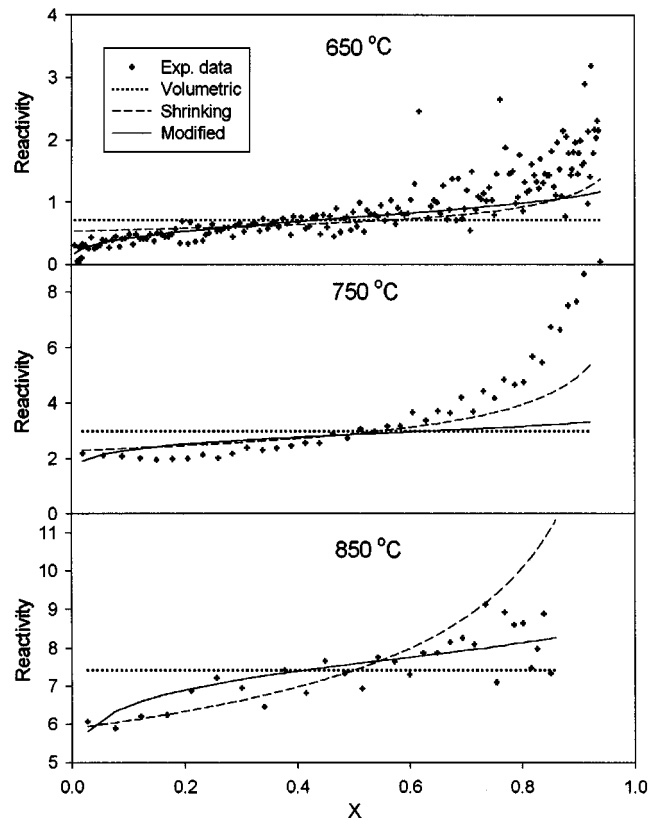 650 °C
Exp. data
Volumetric
Shrinking
Modified
Reactivity
4
3
2
1
0
750 °C
Reactivity
8
6
4
2
0
850 °C
Reactivity
11
10
9
8
7
6
5
0.0 0.2 0.4 0.6 0.8 1.0
X